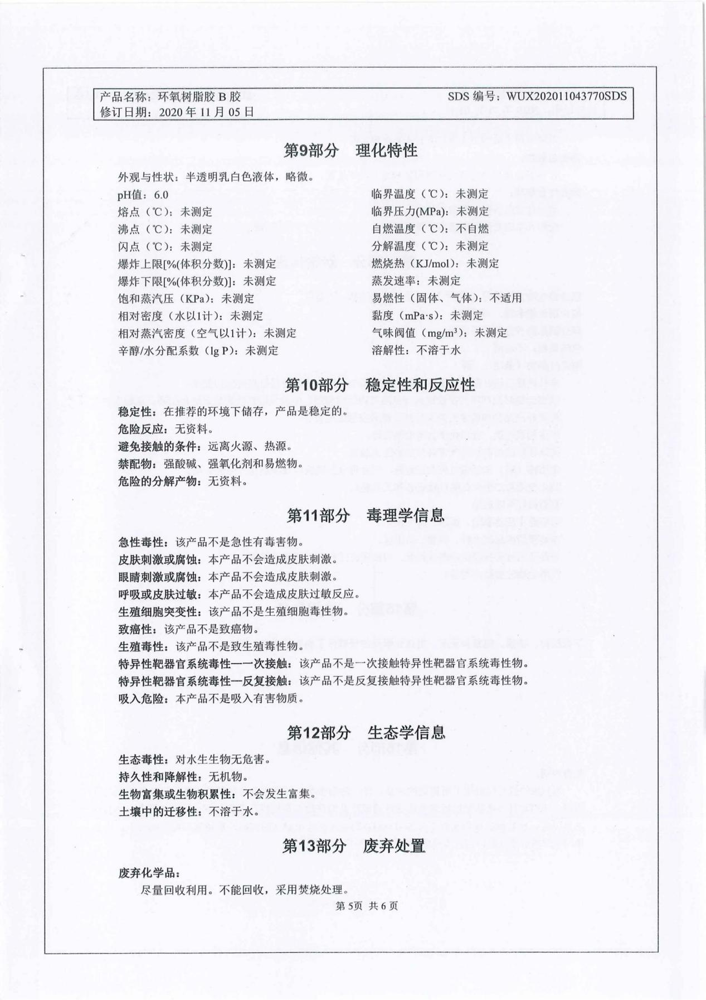 产品名称：环氧树脂胶 B 胶
SDS 编号：WUX202011043770SDS
修订日期：2020 年 11 月 05 日
第9部分 理化特性
外观与性状：半透明乳白色液体，略微。
pH值：6.0
临界温度（℃）：未测定
熔点（℃）：未测定
临界压力(MPa)：未测定
沸点（℃）：未测定
自燃温度（℃）：不自燃
闪点（℃）：未测定
分解温度（℃）：未测定
爆炸上限[%(体积分数)]：未测定
燃烧热（KJ/mol）：未测定
爆炸下限[%(体积分数)]：未测定
蒸发速率：未测定
饱和蒸汽压（KPa）：未测定
易燃性（固体、气体）：不适用
相对密度（水以1计）：未测定
黏度（mPa·s）：未测定
相对蒸汽密度（空气以1计）：未测定
气味阀值（mg/m³）：未测定
辛醇/水分配系数（lg P）：未测定
溶解性：不溶于水
第10部分 稳定性和反应性
稳定性：在推荐的环境下储存，产品是稳定的。
危险反应：无资料。
避免接触的条件：远离火源、热源。
禁配物：强酸碱、强氧化剂和易燃物。
危险的分解产物：无资料。
第11部分 毒理学信息
急性毒性：该产品不是急性有毒害物。
皮肤刺激或腐蚀：本产品不会造成皮肤刺激。
眼睛刺激或腐蚀：本产品不会造成皮肤刺激。
呼吸或皮肤过敏：本产品不会造成皮肤过敏反应。
生殖细胞突变性：该产品不是生殖细胞毒性物。
致癌性：该产品不是致癌物。
生殖毒性：该产品不是致生殖毒性物。
特异性靶器官系统毒性—一次接触：该产品不是一次接触特异性靶器官系统毒性物。
特异性靶器官系统毒性—反复接触：该产品不是反复接触特异性靶器官系统毒性物。
吸入危险：本产品不是吸入有害物质。
第12部分 生态学信息
生态毒性：对水生生物无危害。
持久性和降解性：无机物。
生物富集或生物积累性：不会发生富集。
土壤中的迁移性：不溶于水。
第13部分 废弃处置
废弃化学品：
尽量回收利用。不能回收，采用焚烧处理。
第 5页 共 6 页